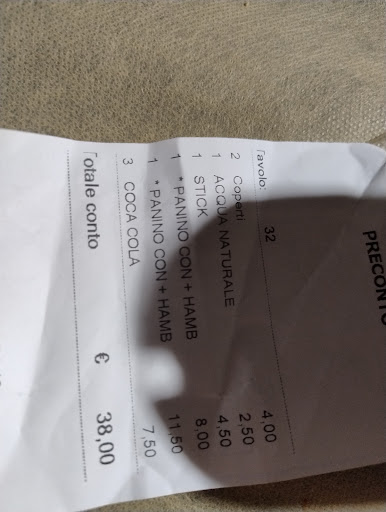 PRECONTO
Tavolo: 32
2 Coperti 4,00
1 ACQUA NATURALE 2,50
1 STICK 4,50
1 * PANINO CON + HAMB 8,00
1 * PANINO CON + HAMB 11,50
3 COCA COLA 7,50
Totale conto € 38,00